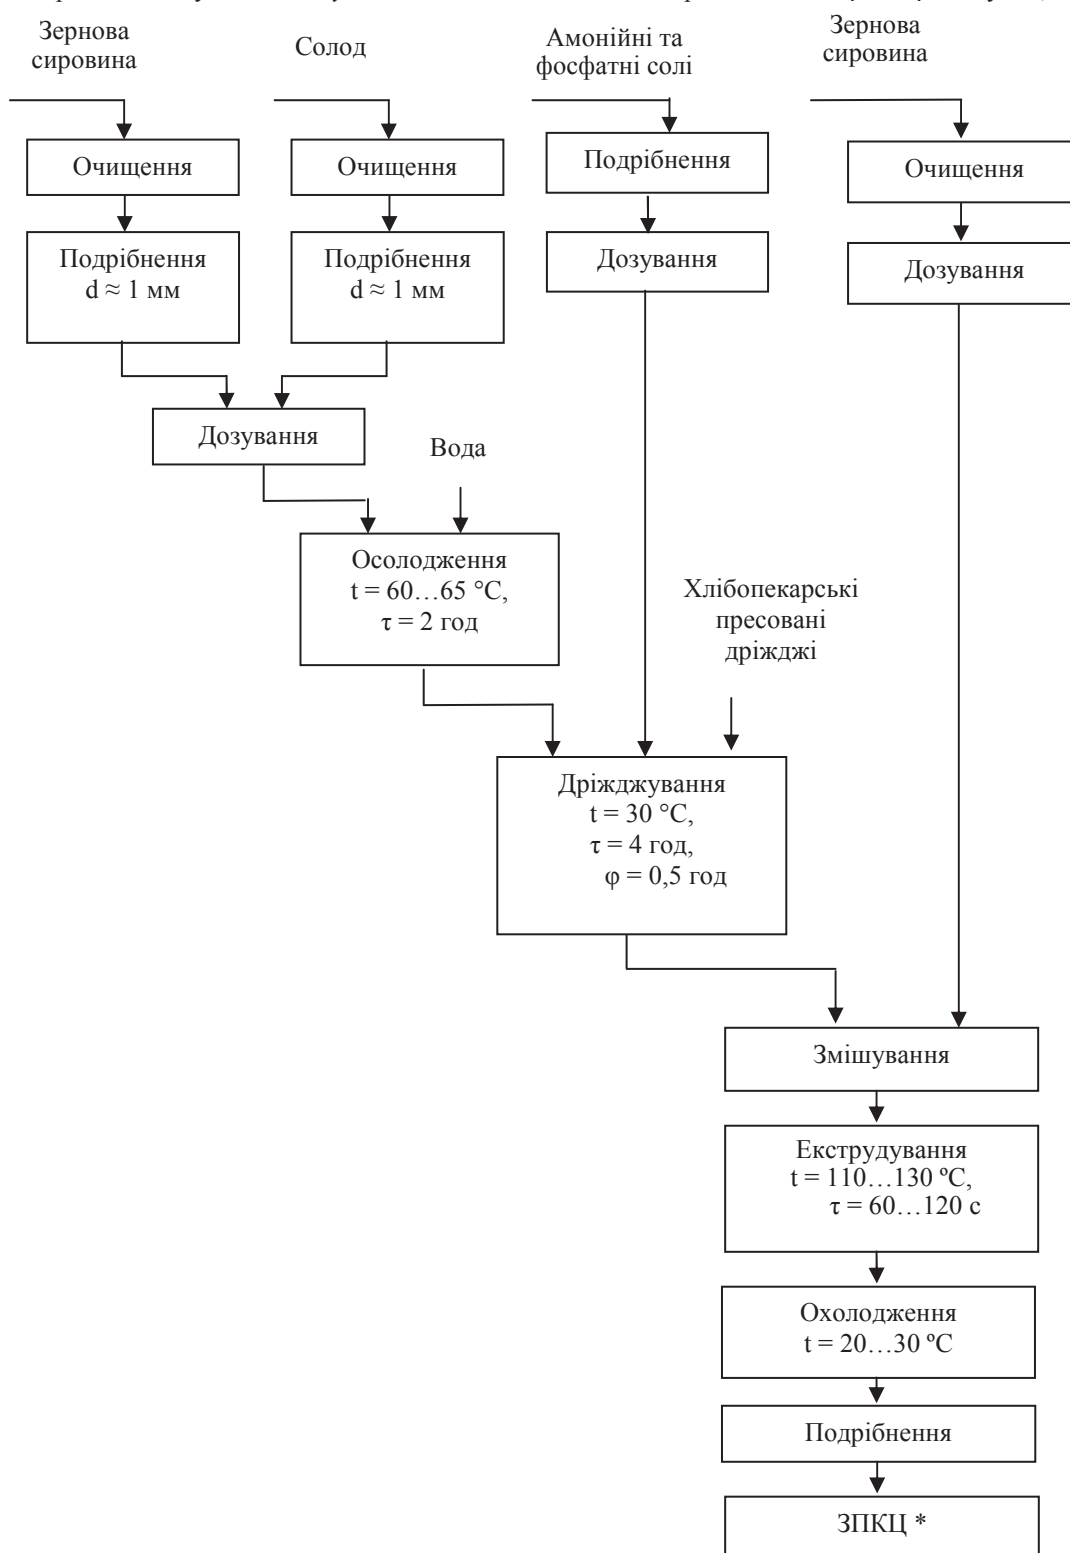 Зернова
сировина
Солод
Амонійні та
фосфатні солі
Зернова
сировина
Очищення
Очищення
Подрібнення
Очищення
Подрібнення
d ≈ 1 мм
Подрібнення
d ≈ 1 мм
Дозування
Дозування
Дозування
Вода
Осолодження
t = 60…65 °C,
τ = 2 год
Хлібопекарські
пресовані
дріжджі
Дріжджування
t = 30 °C,
τ = 4 год,
φ = 0,5 год
Змішування
Екструдування
t = 110…130 ºC,
τ = 60…120 с
Охолодження
t = 20…30 ºC
Подрібнення
ЗПКЦ *